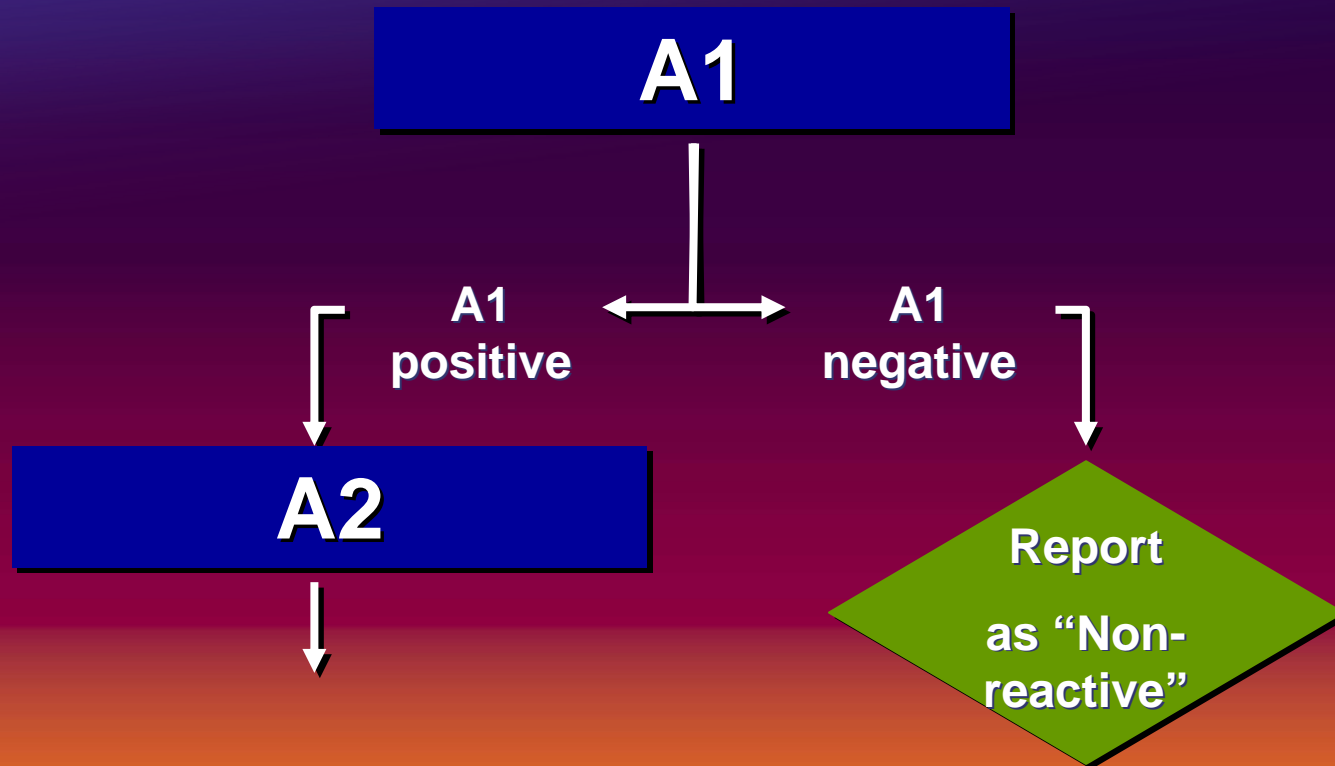 A1
A1
positive
A1
negative
A2
Report
as “Non-
reactive”